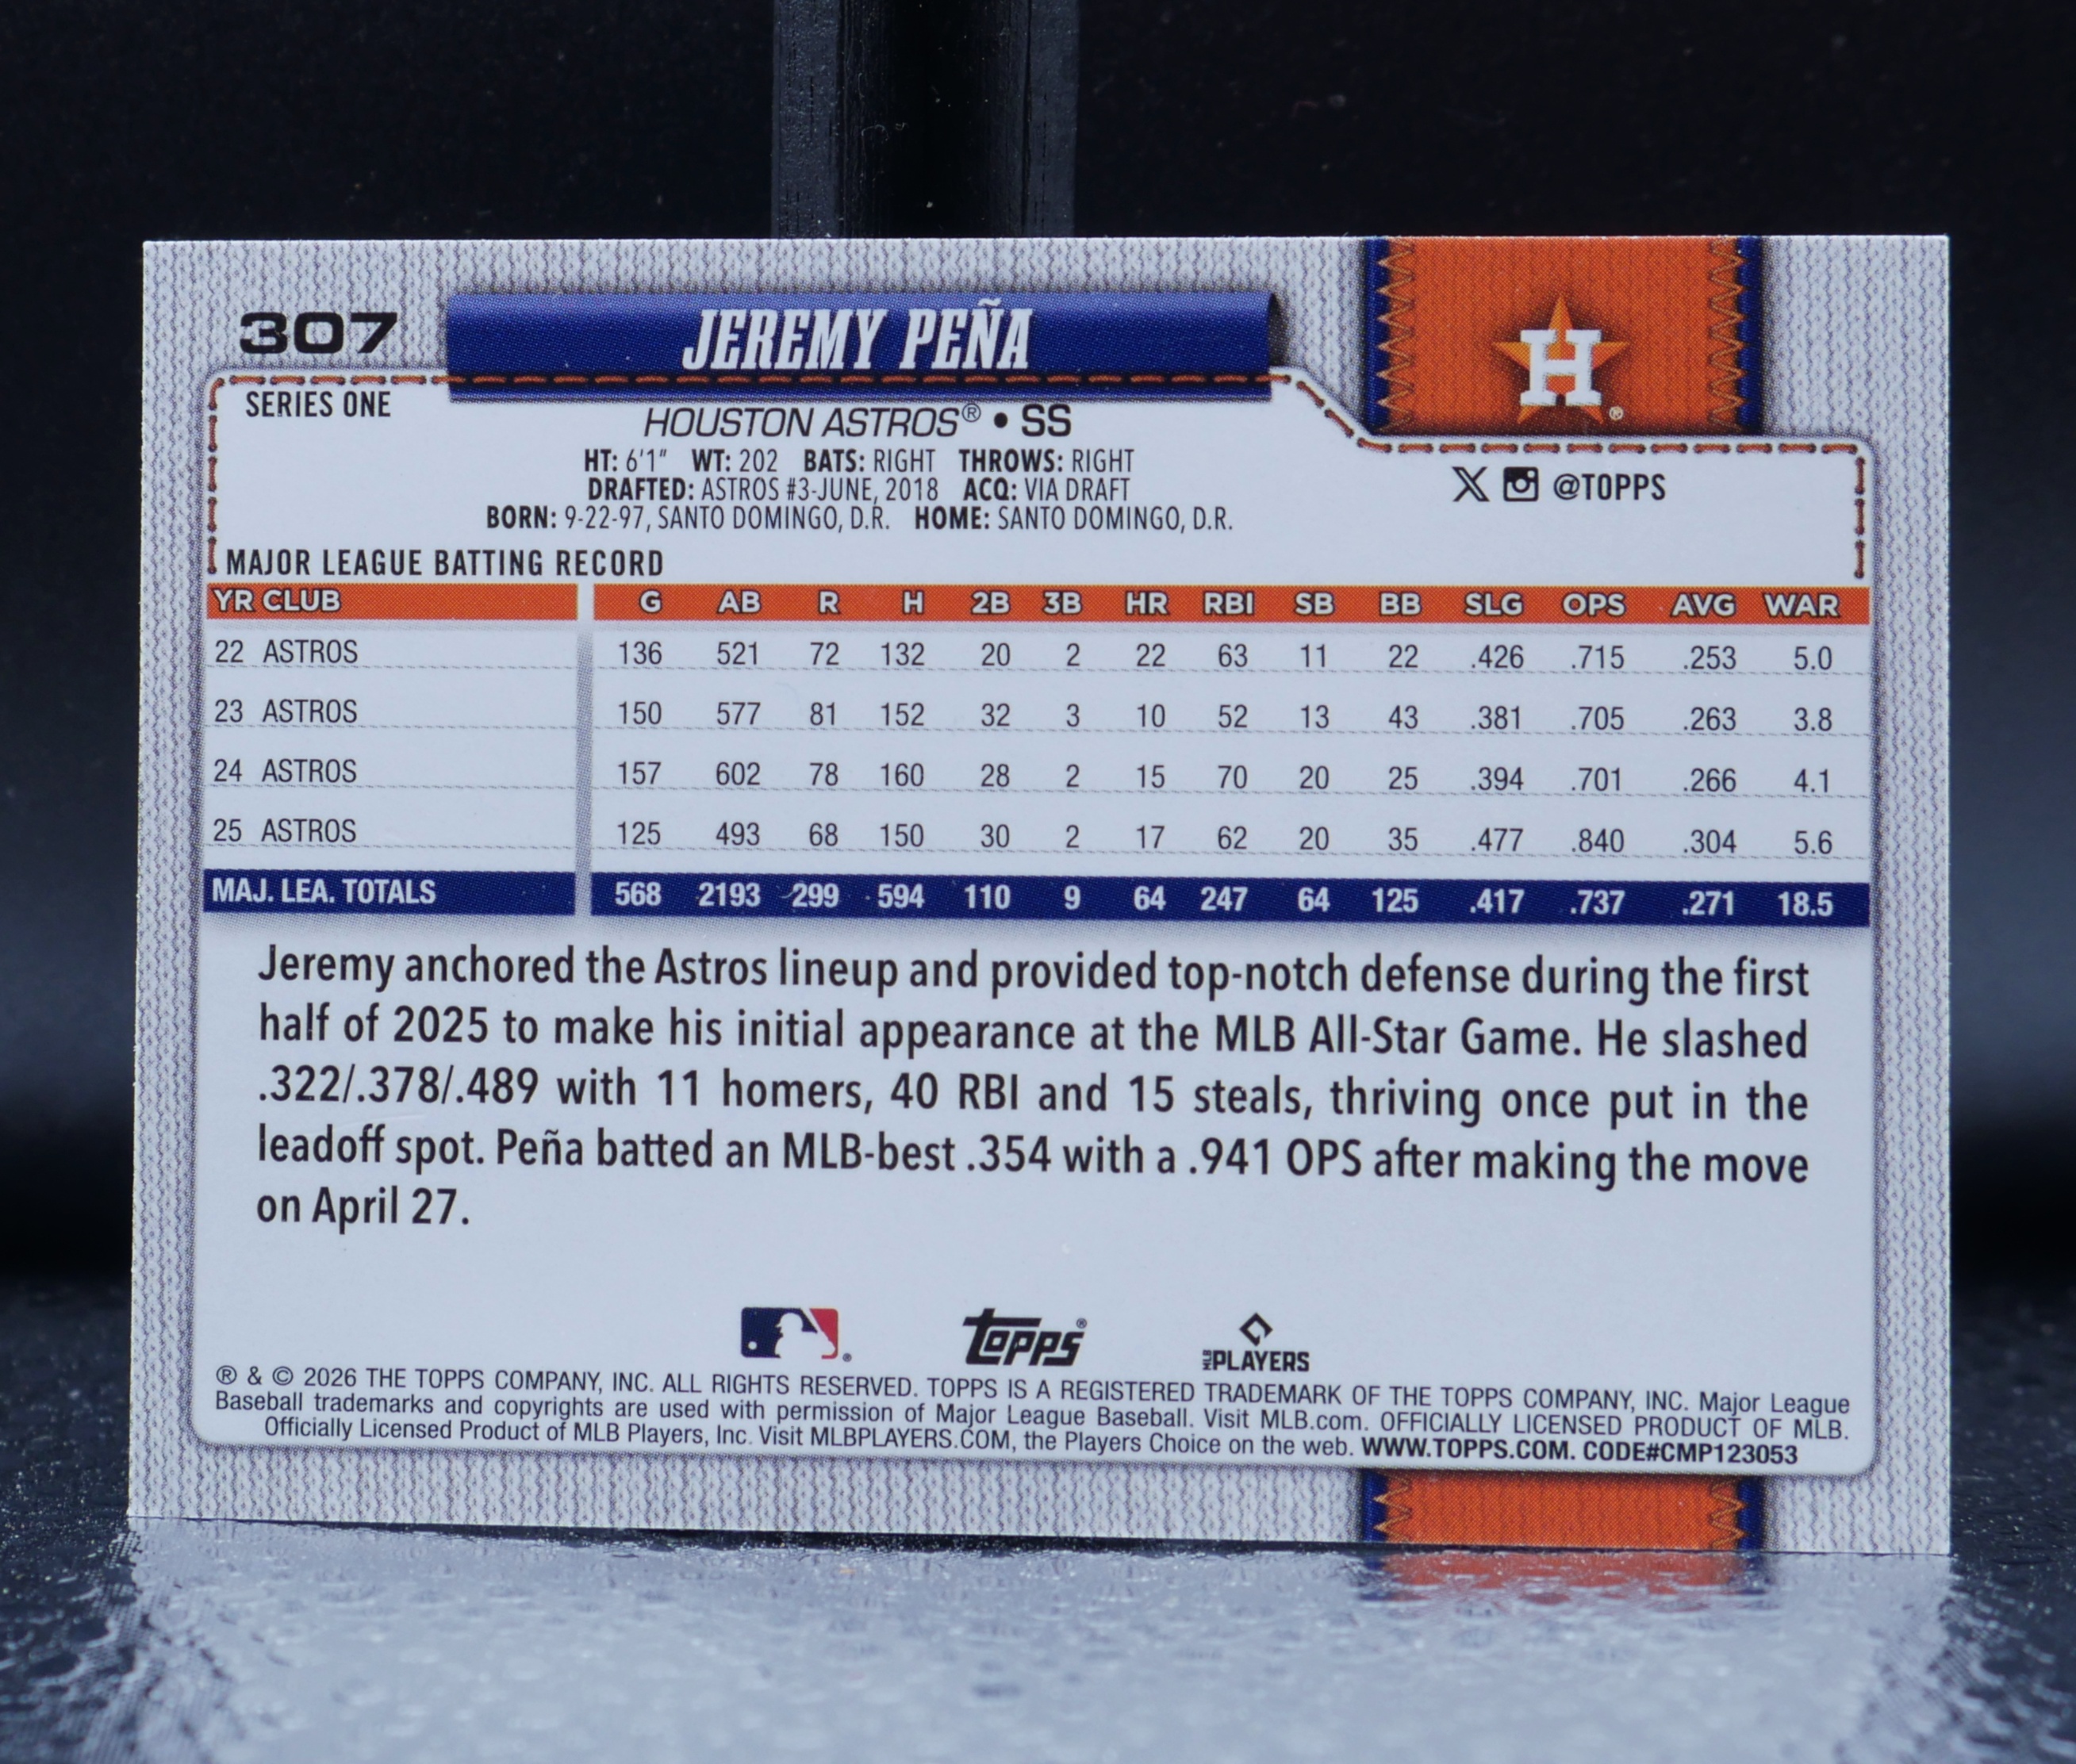 307
JEREMY PEÑA
H ®
SERIES ONE
HOUSTON ASTROS® • SS
HT: 6'1" WT: 202 BATS: RIGHT THROWS: RIGHT
DRAFTED: ASTROS #3-JUNE, 2018 ACQ: VIA DRAFT
BORN: 9-22-97, SANTO DOMINGO, D.R. HOME: SANTO DOMINGO, D.R.
@TOPPS
MAJOR LEAGUE BATTING RECORD
YR CLUB G AB R H 2B 3B HR RBI SB BB SLG OPS AVG WAR
22 ASTROS 136 521 72 132 20 2 22 63 11 22 .426 .715 .253 5.0
23 ASTROS 150 577 81 152 32 3 10 52 13 43 .381 .705 .263 3.8
24 ASTROS 157 602 78 160 28 2 15 70 20 25 .394 .701 .266 4.1
25 ASTROS 125 493 68 150 30 2 17 62 20 35 .477 .840 .304 5.6
MAJ. LEA. TOTALS 568 2193 299 594 110 9 64 247 64 125 .417 .737 .271 18.5
Jeremy anchored the Astros lineup and provided top-notch defense during the first
half of 2025 to make his initial appearance at the MLB All-Star Game. He slashed
.322/.378/.489 with 11 homers, 40 RBI and 15 steals, thriving once put in the
leadoff spot. Peña batted an MLB-best .354 with a .941 OPS after making the move
on April 27.
® topps® MLB PLAYERS
® & © 2026 THE TOPPS COMPANY, INC. ALL RIGHTS RESERVED. TOPPS IS A REGISTERED TRADEMARK OF THE TOPPS COMPANY, INC. Major League
Baseball trademarks and copyrights are used with permission of Major League Baseball. Visit MLB.com. OFFICIALLY LICENSED PRODUCT OF MLB.
Officially Licensed Product of MLB Players, Inc. Visit MLBPLAYERS.COM, the Players Choice on the web. WWW.TOPPS.COM. CODE#CMP123053